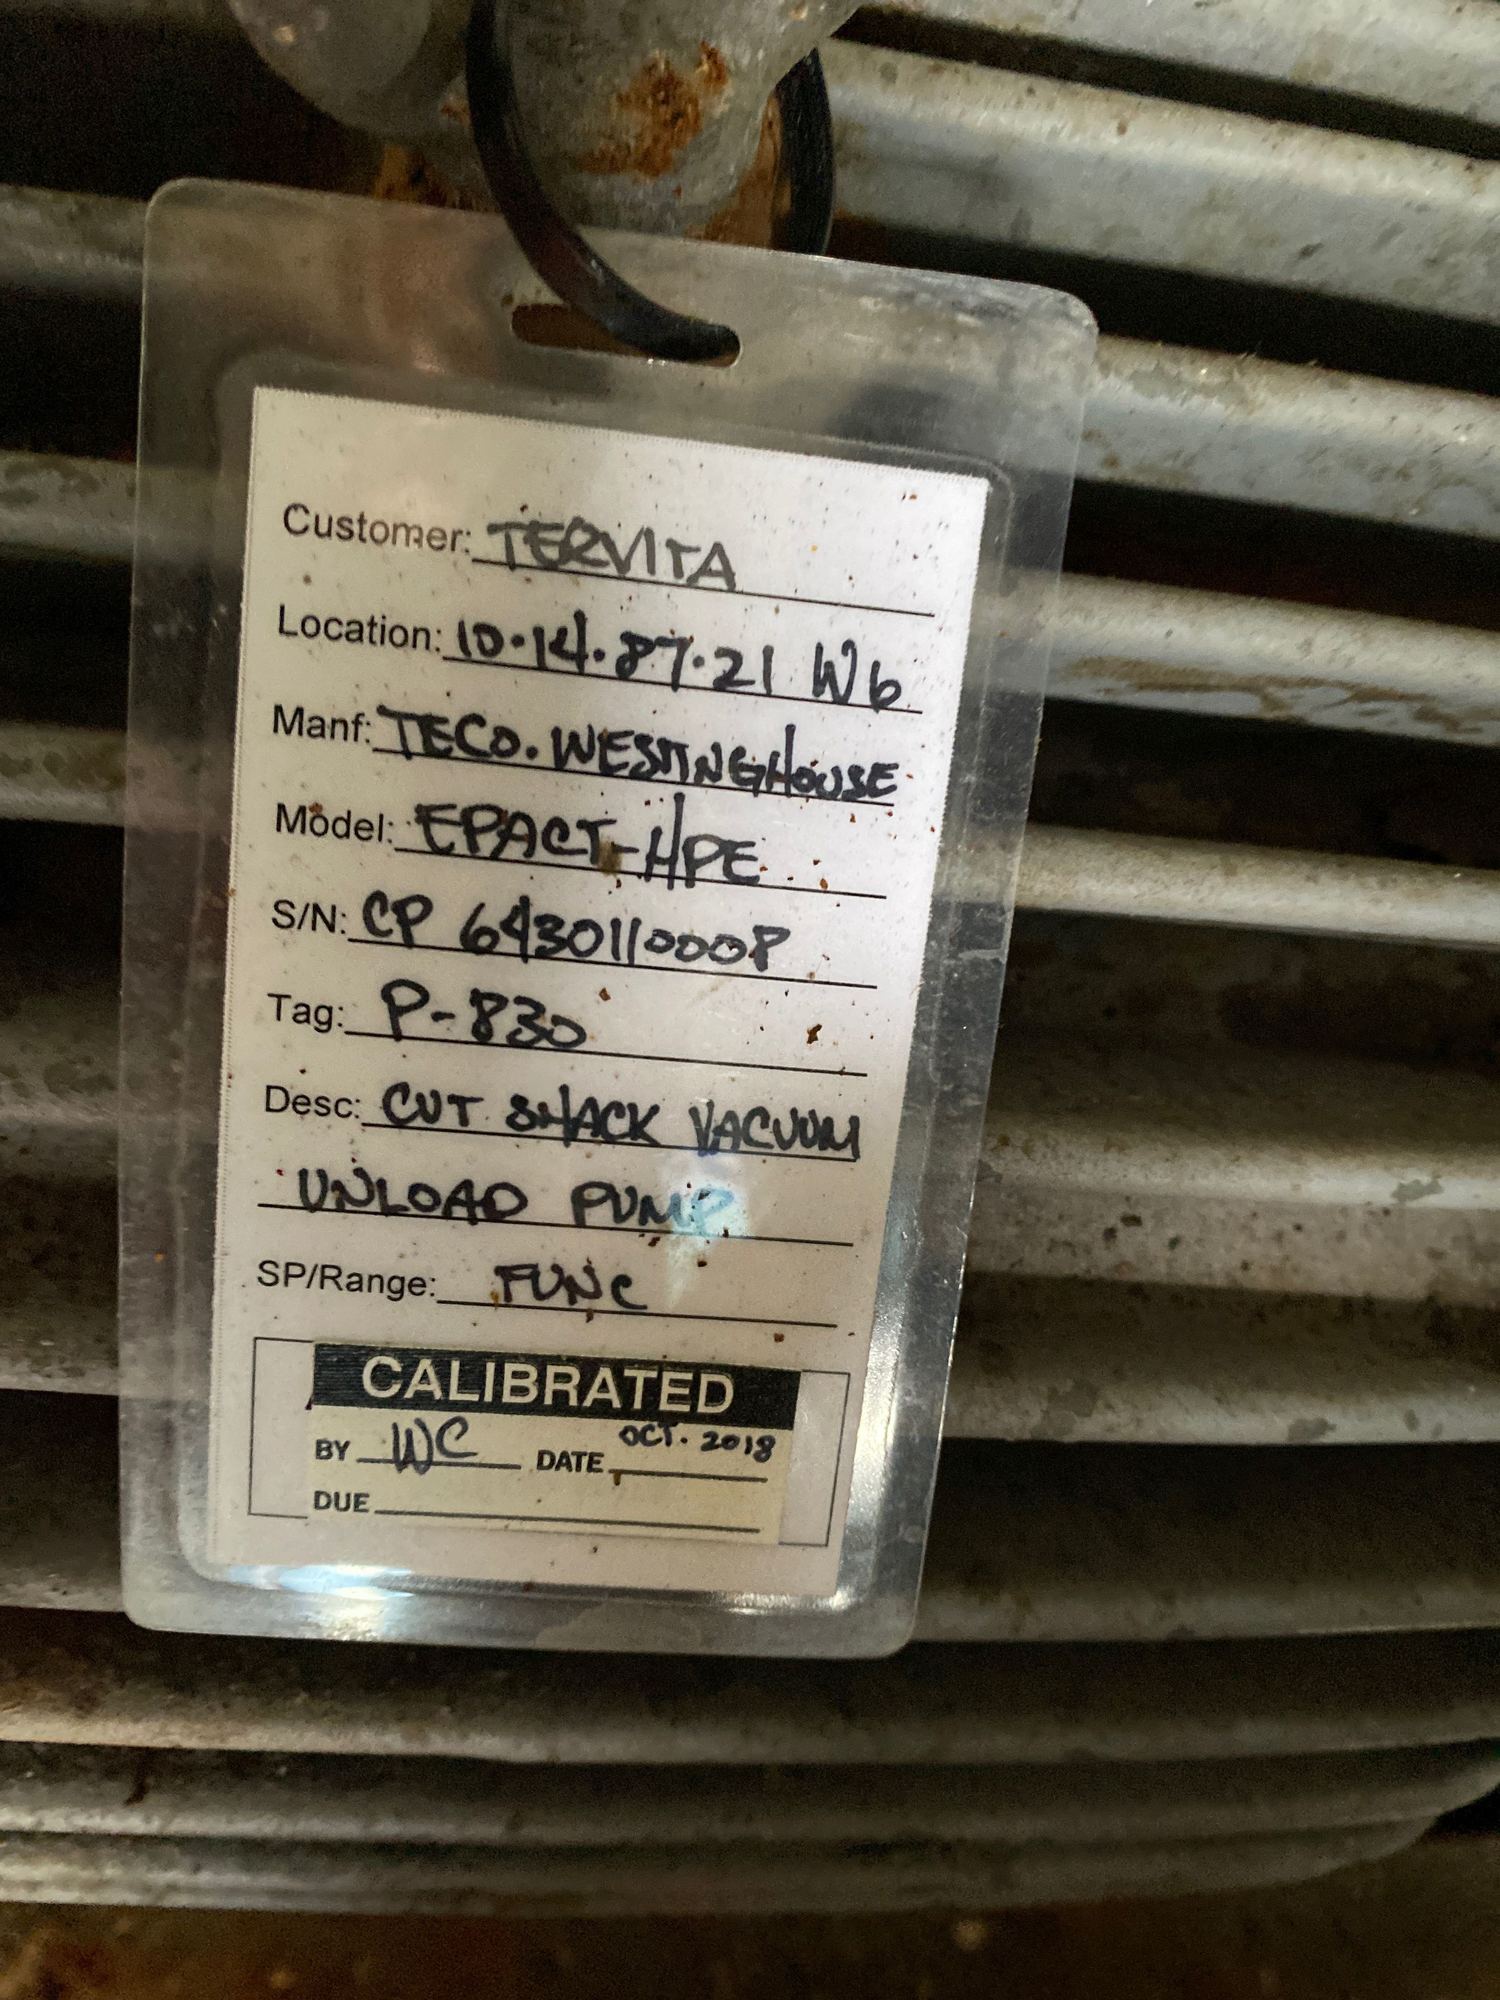 Customer: TERVITA
Location: 10·14·87·21 W6
Manf: TECO·WESTINGHOUSE
Model: EPACT-HPE
S/N: CP 64301110008
Tag: P-830
Desc: CUT SHACK VACUUM
UNLOAD PUMP
SP/Range: FUNC
CALIBRATED
BY WC DATE OCT. 2018
DUE